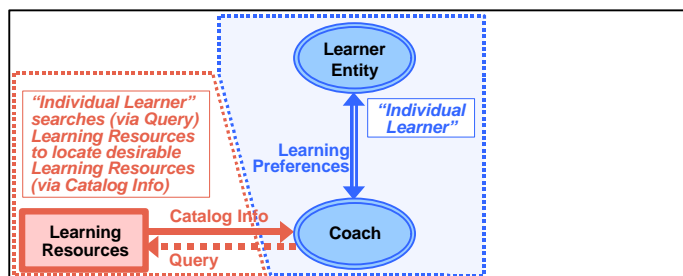 Learner
Entity
“Individual
Learner”
Learning
Preferences
“Individual Learner”
searches (via Query)
Learning Resources
to locate desirable
Learning Resources
(via Catalog Info)
Catalog Info
Learning
Resources
Coach
Query